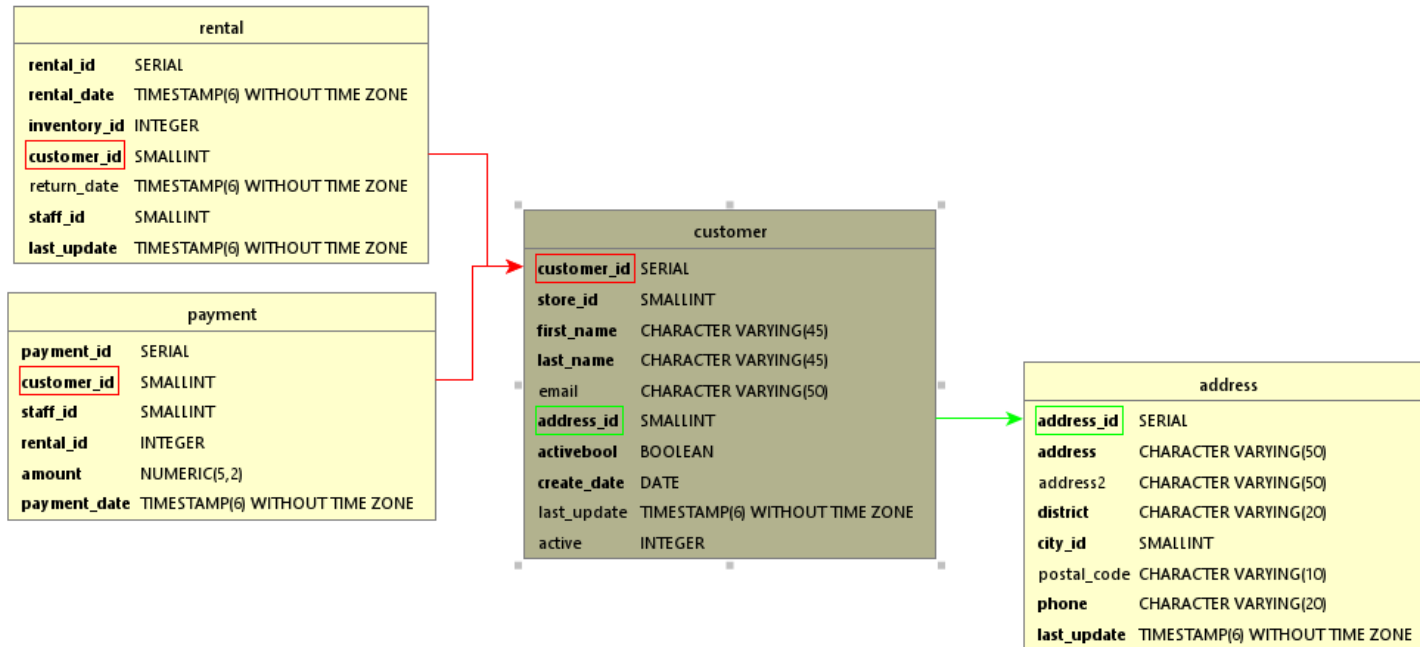 rental
rental_id SERIAL
rental_date TIMESTAMP(6) WITHOUT TIME ZONE
inventory_id INTEGER
customer_id SMALLINT
return_date TIMESTAMP(6) WITHOUT TIME ZONE
staff_id SMALLINT
last_update TIMESTAMP(6) WITHOUT TIME ZONE
payment
payment_id SERIAL
customer_id SMALLINT
staff_id SMALLINT
rental_id INTEGER
amount NUMERIC(5,2)
payment_date TIMESTAMP(6) WITHOUT TIME ZONE
customer
customer_id SERIAL
store_id SMALLINT
first_name CHARACTER VARYING(45)
last_name CHARACTER VARYING(45)
email CHARACTER VARYING(50)
address_id SMALLINT
activebool BOOLEAN
create_date DATE
last_update TIMESTAMP(6) WITHOUT TIME ZONE
active INTEGER
address
address_id SERIAL
address CHARACTER VARYING(50)
address2 CHARACTER VARYING(50)
district CHARACTER VARYING(20)
city_id SMALLINT
postal_code CHARACTER VARYING(10)
phone CHARACTER VARYING(20)
last_update TIMESTAMP(6) WITHOUT TIME ZONE